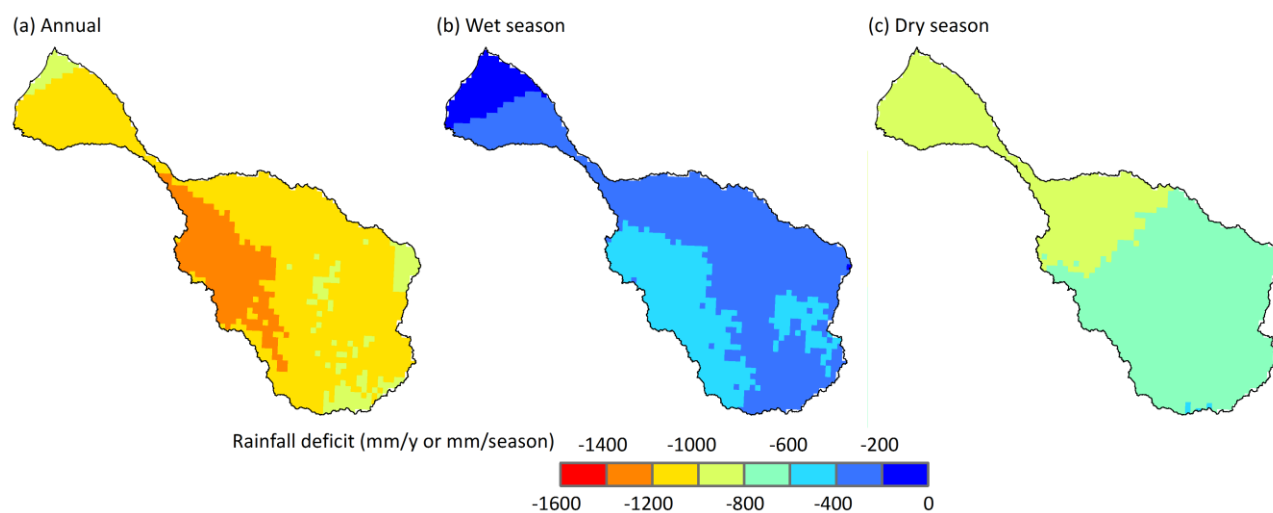 (a) Annual
(b) Wet season
(c) Dry season
Rainfall deficit (mm/y or mm/season)
-1400
-1000
-600
-200
-1600
-1200
-800
-400
0